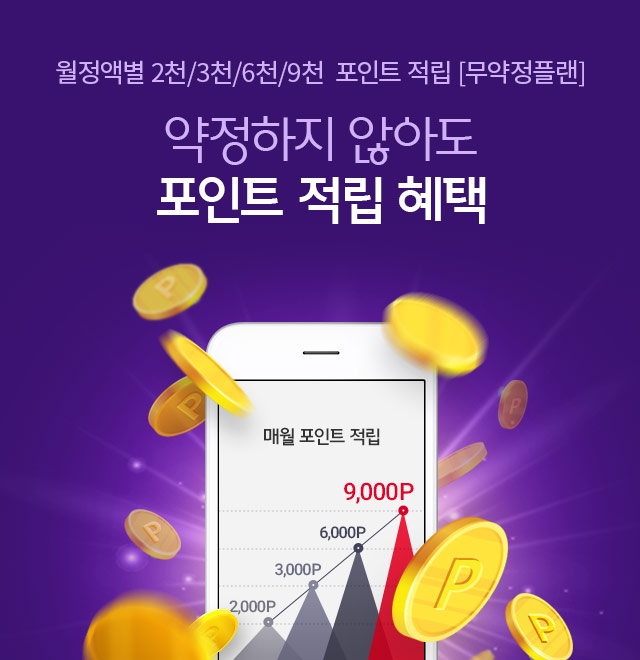 월정액별 2천/3천/6천/9천 포인트 적립 [무약정플랜]
약정하지 않아도
포인트 적립 혜택
P
매월 포인트 적립
P
P
9,000P
6,000P
P
3,000P
P
2,000P
P